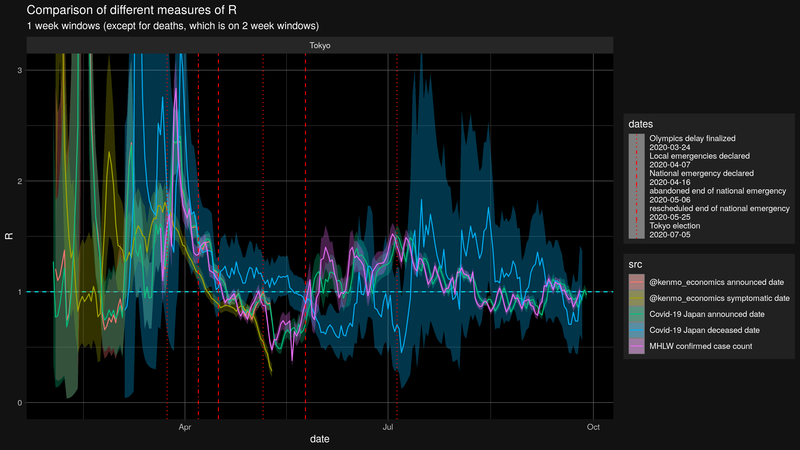 Comparison of different measures of R
1 week windows (except for deaths, which is on 2 week windows)
Tokyo
3
2
1
0
R
Apr
Jul
Oct
date
dates
Olympics delay finalized
2020-03-24
Local emergencies declared
2020-04-07
National emergency declared
2020-04-16
abandoned end of national emergency
2020-05-06
rescheduled end of national emergency
2020-05-25
Tokyo election
2020-07-05
src
@kenmo_economics announced date
@kenmo_economics symptomatic date
Covid-19 Japan announced date
Covid-19 Japan deceased date
MHLW confirmed case count